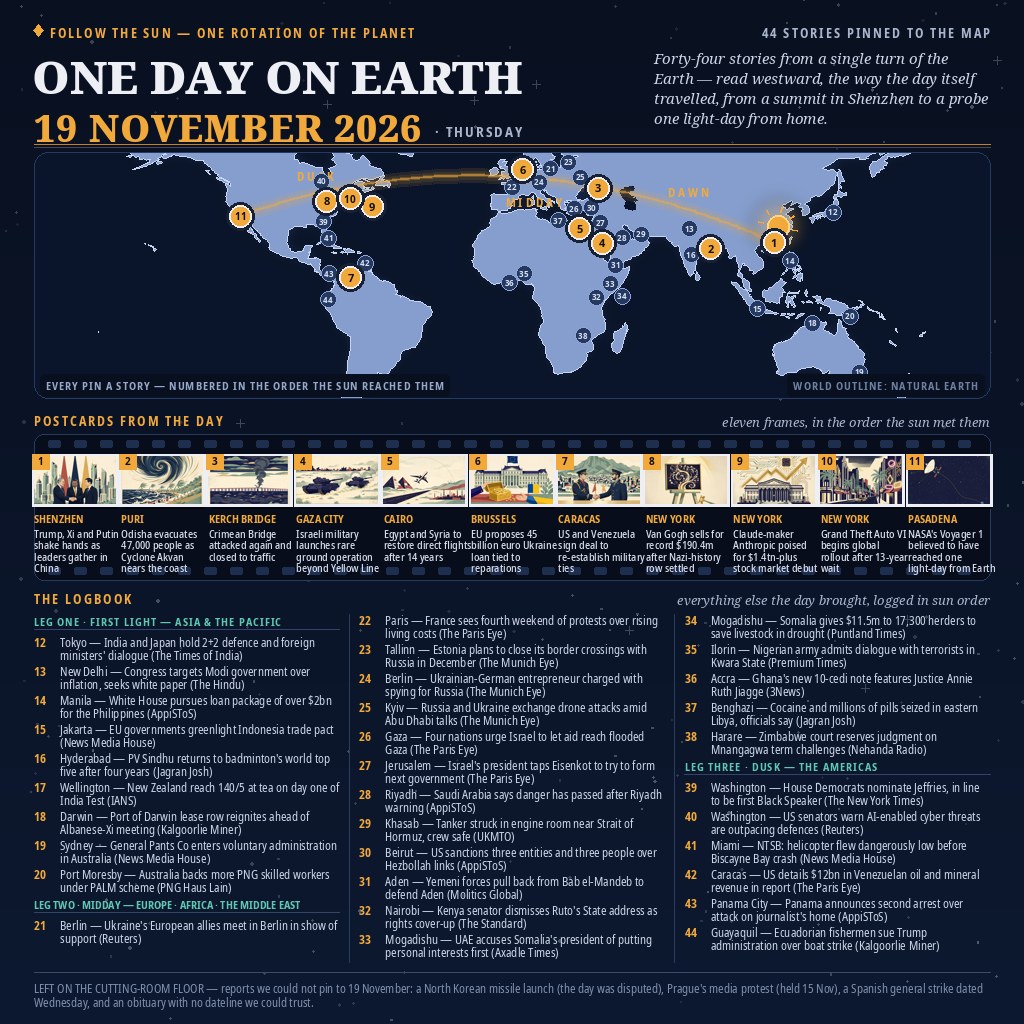 FOLLOW THE SUN — ONE ROTATION OF THE PLANET
44 STORIES PINNED TO THE MAP
ONE DAY ON EARTH
19 NOVEMBER 2026 · THURSDAY
Forty-four stories from a single turn of the
Earth — read westward, the way the day itself
travelled, from a summit in Shenzhen to a probe
one light-day from home.
DUSK
MIDDAY
DAWN
EVERY PIN A STORY — NUMBERED IN THE ORDER THE SUN REACHED THEM
WORLD OUTLINE: NATURAL EARTH
POSTCARDS FROM THE DAY
eleven frames, in the order the sun met them
1
2
3
4
5
6
7
8
9
10
11
SHENZHEN
Trump, Xi and Putin
shake hands as
leaders gather in
China
PURI
Odisha evacuates
47,000 people as
Cyclone Akvan
nears the coast
KERCH BRIDGE
Crimean Bridge
attacked again and
closed to traffic
GAZA CITY
Israeli military
launches rare
ground operation
beyond Yellow Line
CAIRO
Egypt and Syria to
restore direct flights
after 14 years
BRUSSELS
EU proposes 45
billion euro Ukraine
loan tied to
reparations
CARACAS
US and Venezuela
sign deal to
re-establish military
ties
NEW YORK
Van Gogh sells for
record $190.4m
after Nazi-history
row settled
NEW YORK
Claude-maker
Anthropic poised
for $1.4tn-plus
stock market debut
NEW YORK
Grand Theft Auto VI
begins global
rollout after 13-year
wait
PASADENA
NASA's Voyager 1
believed to have
reached one
light-day from Earth
THE LOGBOOK
everything else the day brought, logged in sun order
LEG ONE · FIRST LIGHT — ASIA & THE PACIFIC
12 Tokyo — India and Japan hold 2+2 defence and foreign
ministers' dialogue (The Times of India)
13 New Delhi — Congress targets Modi government over
inflation, seeks white paper (The Hindu)
14 Manila — White House pursues loan package of over $2bn
for the Philippines (AppiSToS)
15 Jakarta — EU governments greenlight Indonesia trade pact
(News Media House)
16 Hyderabad — PV Sindhu returns to badminton's world top
five after four years (Jagran Josh)
17 Wellington — New Zealand reach 140/5 at tea on day one of
India Test (IANS)
18 Darwin — Port of Darwin lease row reignites ahead of
Albanese-Xi meeting (Kalgoorlie Miner)
19 Sydney — General Pants Co enters voluntary administration
in Australia (News Media House)
20 Port Moresby — Australia backs more PNG skilled workers
under PALM scheme (PNG Haus Lain)
LEG TWO · MIDDAY — EUROPE · AFRICA · THE MIDDLE EAST
21 Berlin — Ukraine's European allies meet in Berlin in show of
support (Reuters)
22 Paris — France sees fourth weekend of protests over rising
living costs (The Paris Eye)
23 Tallinn — Estonia plans to close its border crossings with
Russia in December (The Munich Eye)
24 Berlin — Ukrainian-German entrepreneur charged with
spying for Russia (The Munich Eye)
25 Kyiv — Russia and Ukraine exchange drone attacks amid
Abu Dhabi talks (The Munich Eye)
26 Gaza — Four nations urge Israel to let aid reach flooded
Gaza (The Paris Eye)
27 Jerusalem — Israel's president taps Eisenkot to try to form
next government (The Paris Eye)
28 Riyadh — Saudi Arabia says danger has passed after Riyadh
warning (AppiSToS)
29 Khasab — Tanker struck in engine room near Strait of
Hormuz, crew safe (UKMTO)
30 Beirut — US sanctions three entities and three people over
Hezbollah links (AppiSToS)
31 Aden — Yemeni forces pull back from Bab el-Mandeb to
defend Aden (Molitics Global)
32 Nairobi — Kenya senator dismisses Ruto's State address as
rights cover-up (The Standard)
33 Mogadishu — UAE accuses Somalia's president of putting
personal interests first (Axadle Times)
34 Mogadishu — Somalia gives $11.5m to 17,300 herders to
save livestock in drought (Puntland Times)
35 Ilorin — Nigerian army admits dialogue with terrorists in
Kwara State (Premium Times)
36 Accra — Ghana's new 10-cedi note features Justice Annie
Ruth Jiagge (3News)
37 Benghazi — Cocaine and millions of pills seized in eastern
Libya, officials say (Jagran Josh)
38 Harare — Zimbabwe court reserves judgment on
Mnangagwa term challenges (Nehanda Radio)
LEG THREE · DUSK — THE AMERICAS
39 Washington — House Democrats nominate Jeffries, in line
to be first Black Speaker (The New York Times)
40 Washington — US senators warn AI-enabled cyber threats
are outpacing defences (Reuters)
41 Miami — NTSB: helicopter flew dangerously low before
Biscayne Bay crash (News Media House)
42 Caracas — US details $12bn in Venezuelan oil and mineral
revenue in report (The Paris Eye)
43 Panama City — Panama announces second arrest over
attack on journalist's home (AppiSToS)
44 Guayaquil — Ecuadorian fishermen sue Trump
administration over boat strike (Kalgoorlie Miner)
LEFT ON THE CUTTING-ROOM FLOOR — reports we could not pin to 19 November: a North Korean missile launch (the day was disputed), Prague's media protest (held 15 Nov), a Spanish general strike dated
Wednesday, and an obituary with no dateline we could trust.